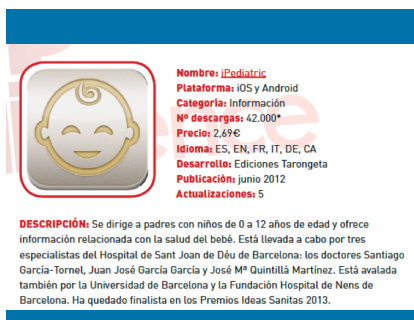 Nombre: iPediatric
Plataforma: iOS y Android
Categoria: Información
Nº descargas: 42.000*
Precio: 2,69€
Idioma: ES, EN, FR, IT, DE, CA
Desarrollo: Ediciones Tarongeta
Publicación: junio 2012
Actualizaciones: 5
DESCRIPCIÓN: Se dirige a padres con niños de 0 a 12 años de edad y ofrece
información relacionada con la salud del bebé. Está llevada a cabo por tres
especialistas del Hospital de Sant Joan de Déu de Barcelona: los doctores Santiago
García-Tornel, Juan José García García y José Mª Quintillá Martínez. Está avalada
también por la Universidad de Barcelona y la Fundación Hospital de Nens de
Barcelona. Ha quedado finalista en los Premios Ideas Sanitas 2013.